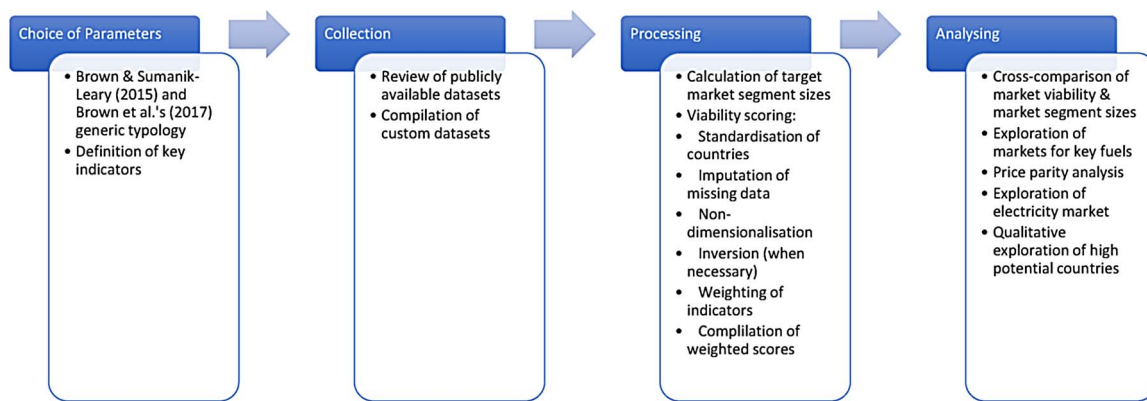 Choice of Parameters
• Brown & Sumanik-
Leary (2015) and
Brown et al.'s (2017)
generic typology
• Definition of key
indicators
Collection
• Review of publicly
available datasets
• Compilation of
custom datasets
Processing
• Calculation of target
market segment sizes
• Viability scoring:
• Standardisation of
countries
• Imputation of
missing data
• Non-
dimensionalisation
• Inversion (when
necessary)
• Weighting of
indicators
• Complilation of
weighted scores
Analysing
• Cross-comparison of
market viability &
market segment sizes
• Exploration of
markets for key fuels
• Price parity analysis
• Exploration of
electricity market
• Qualitative
exploration of high
potential countries